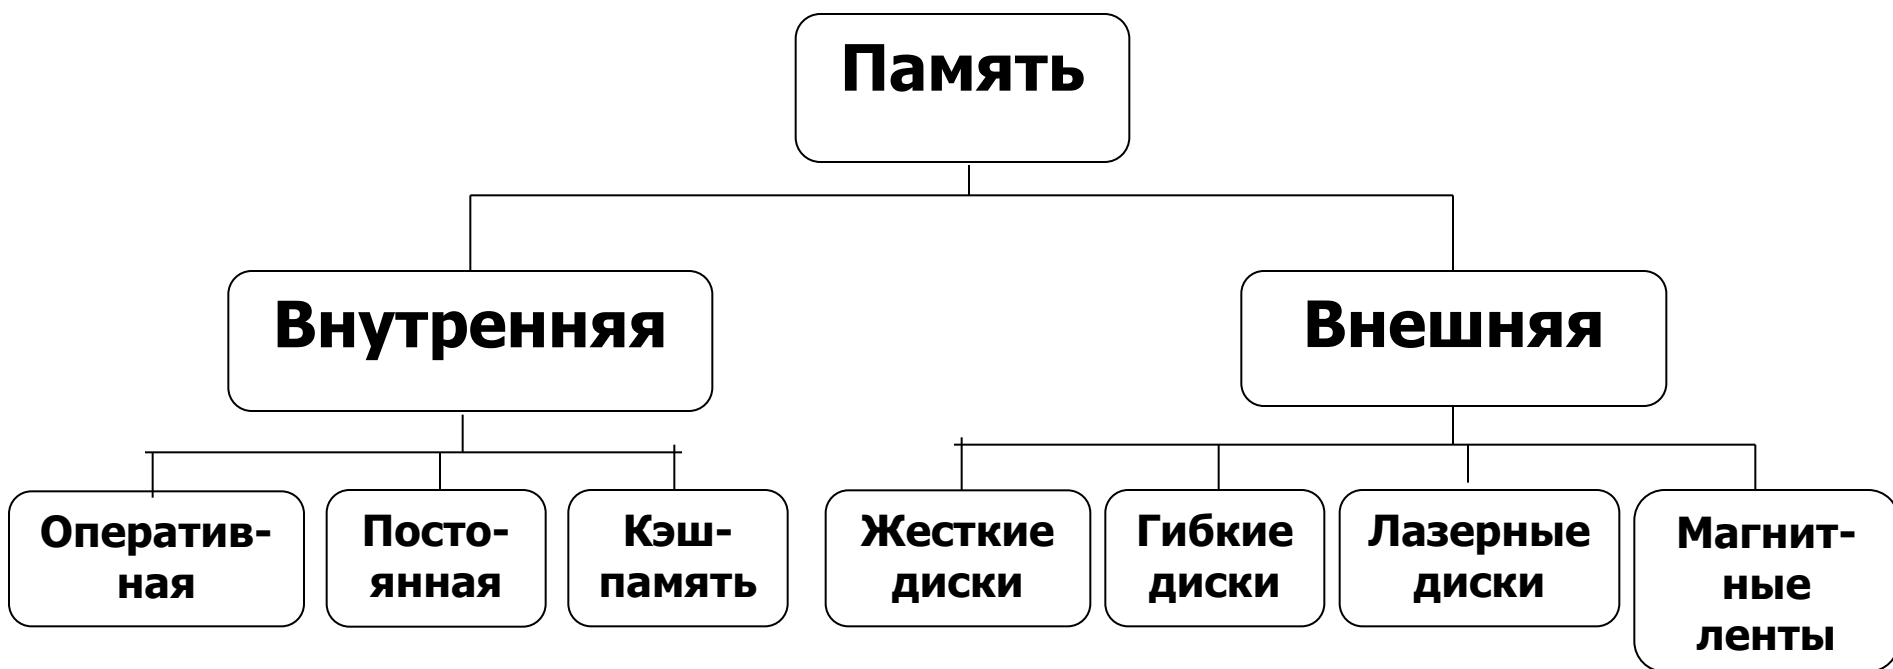 Память
Внутренняя
Внешняя
Оператив-
ная
Посто-
янная
Кэш-
память
Жесткие
диски
Гибкие
диски
Лазерные
диски
Магнит-
ные
ленты